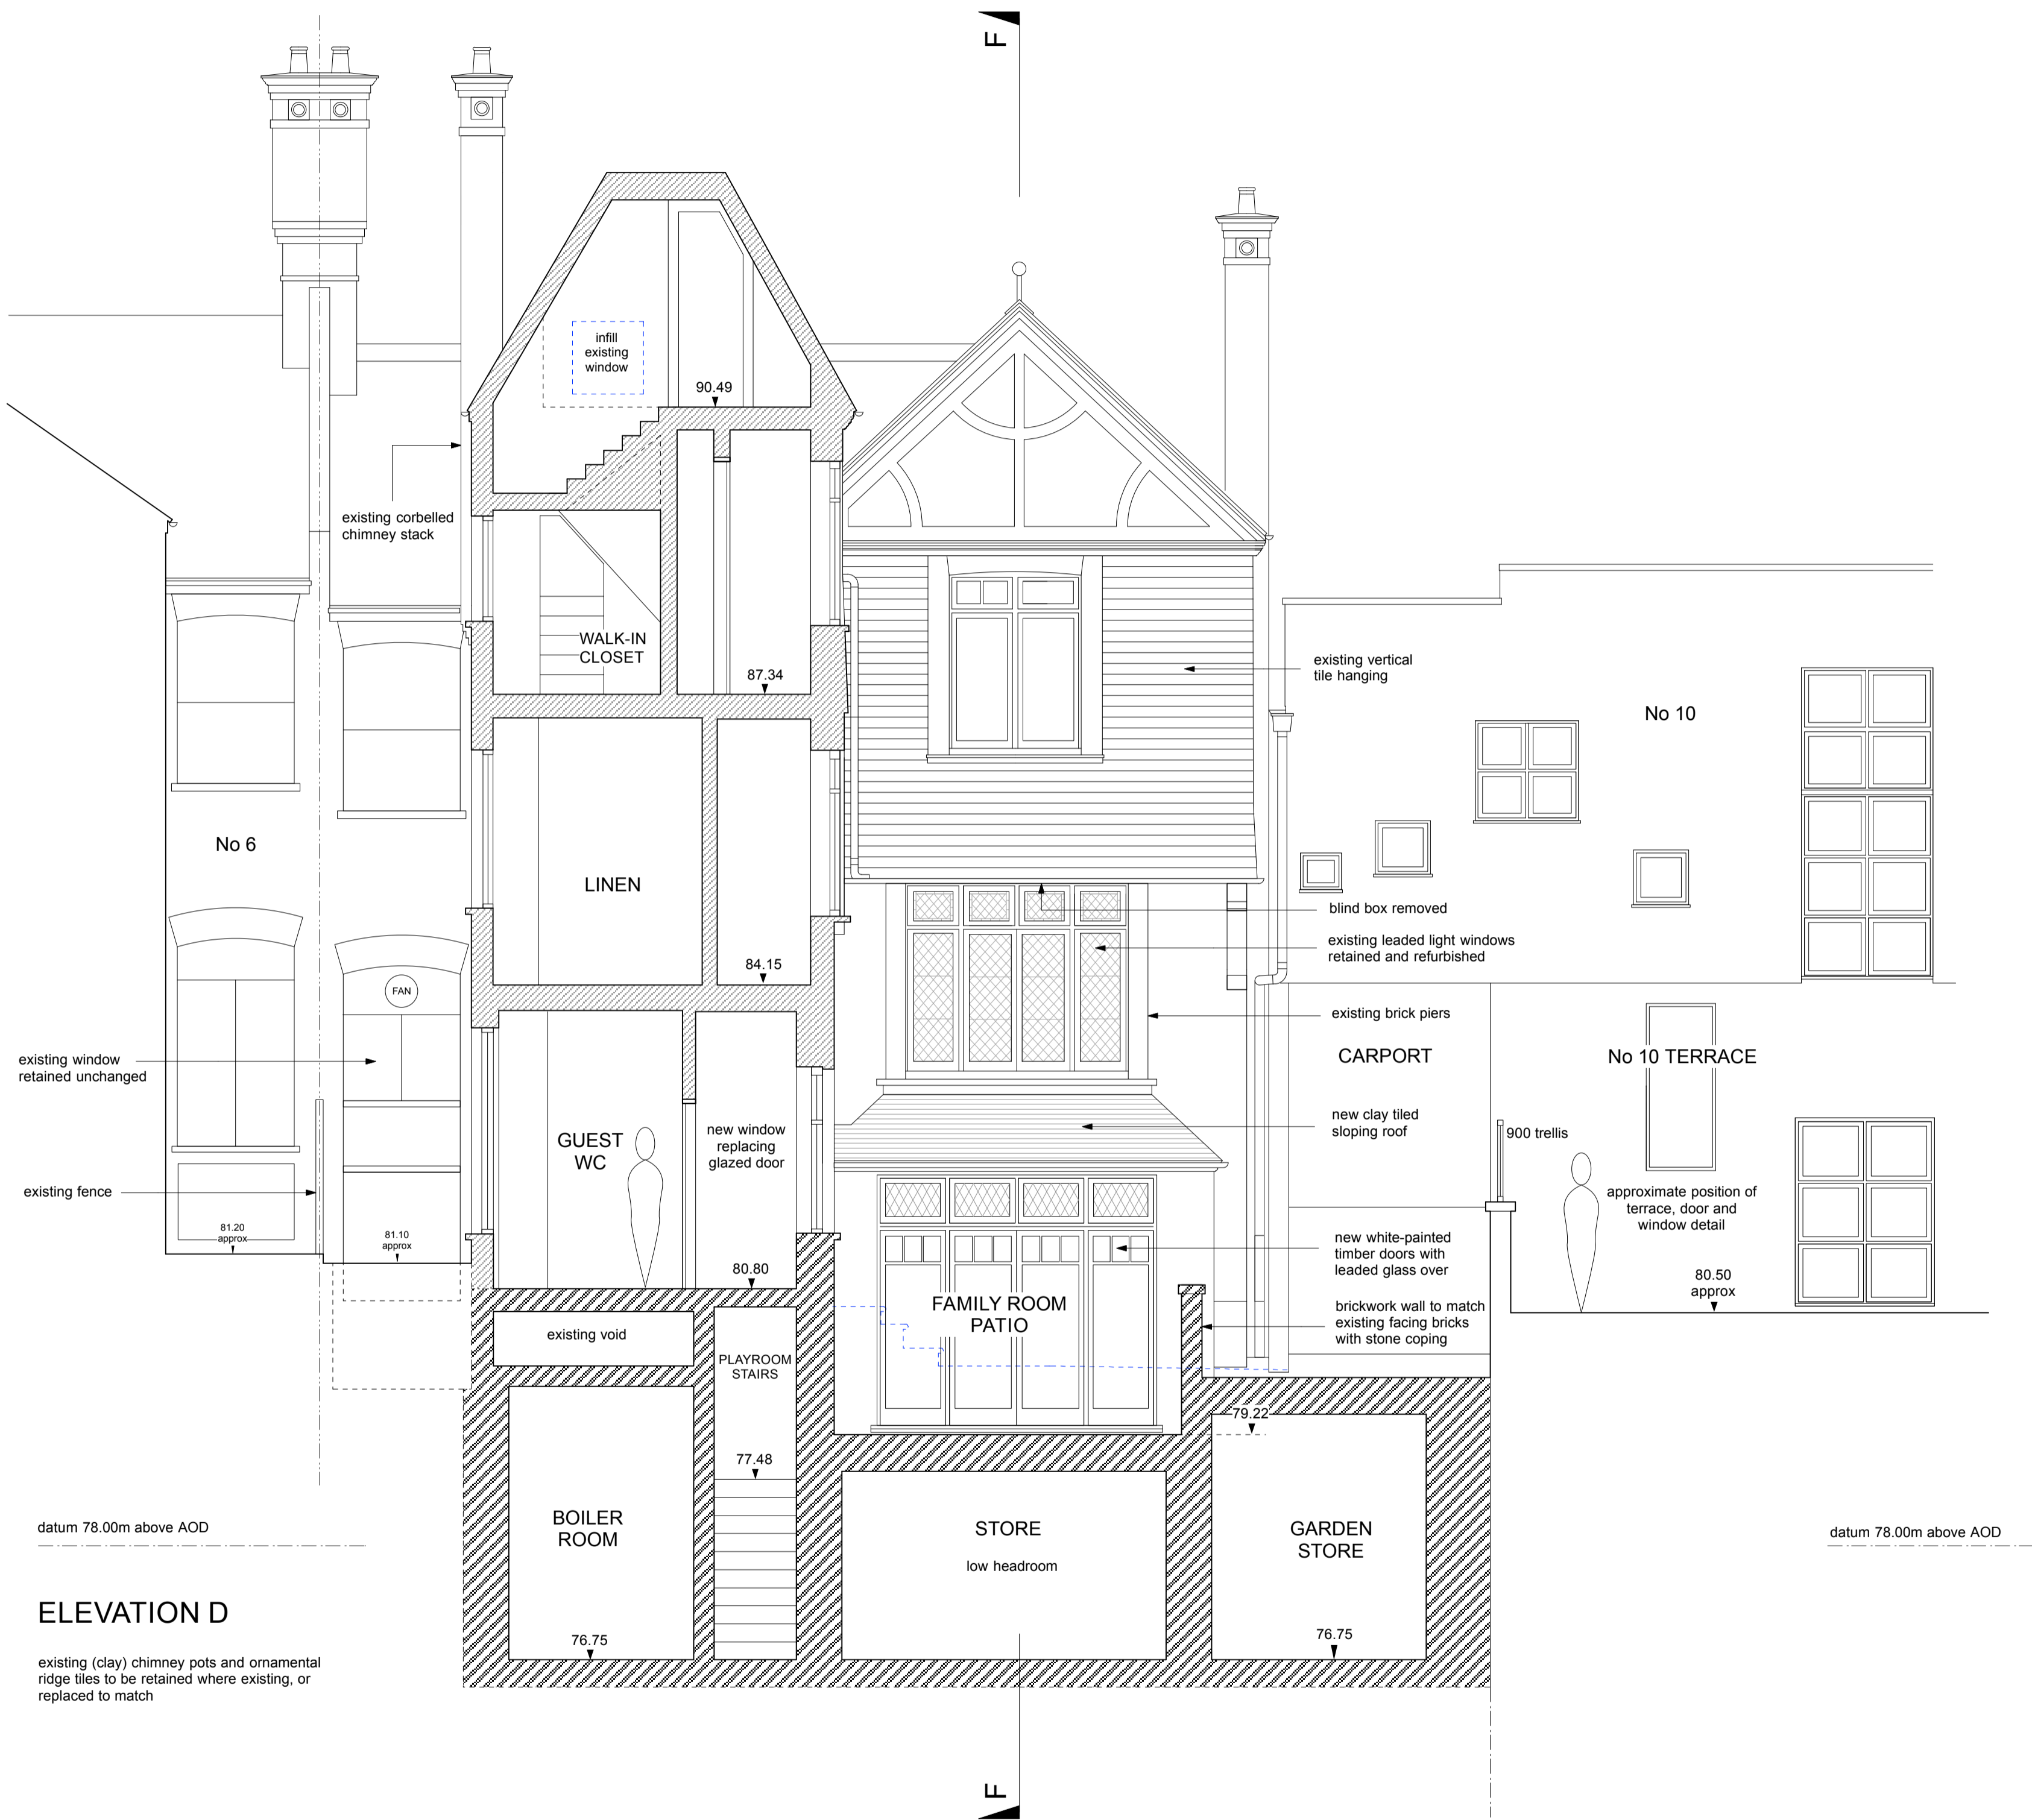 F
infill
existing
window
90.49
existing corbelled
chimney stack
WALK-IN
CLOSET
87.34
existing vertical
tile hanging
No 10
No 6
LINEN
84.15
blind box removed
existing leaded light windows
retained and refurbished
FAN
existing brick piers
existing window
retained unchanged
CARPORT
No 10 TERRACE
GUEST
WC
new window
replacing
glazed door
new clay tiled
sloping roof
900 trellis
existing fence
approximate position of
terrace, door and
window detail
81.20
approx
81.10
approx
80.80
new white-painted
timber doors with
leaded glass over
80.50
approx
FAMILY ROOM
PATIO
brickwork wall to match
existing facing bricks
with stone coping
existing void
PLAYROOM
STAIRS
79.22
77.48
BOILER
ROOM
STORE
low headroom
GARDEN
STORE
datum 78.00m above AOD
datum 78.00m above AOD
76.75
76.75
ELEVATION D
existing (clay) chimney pots and ornamental
ridge tiles to be retained where existing, or
replaced to match
F